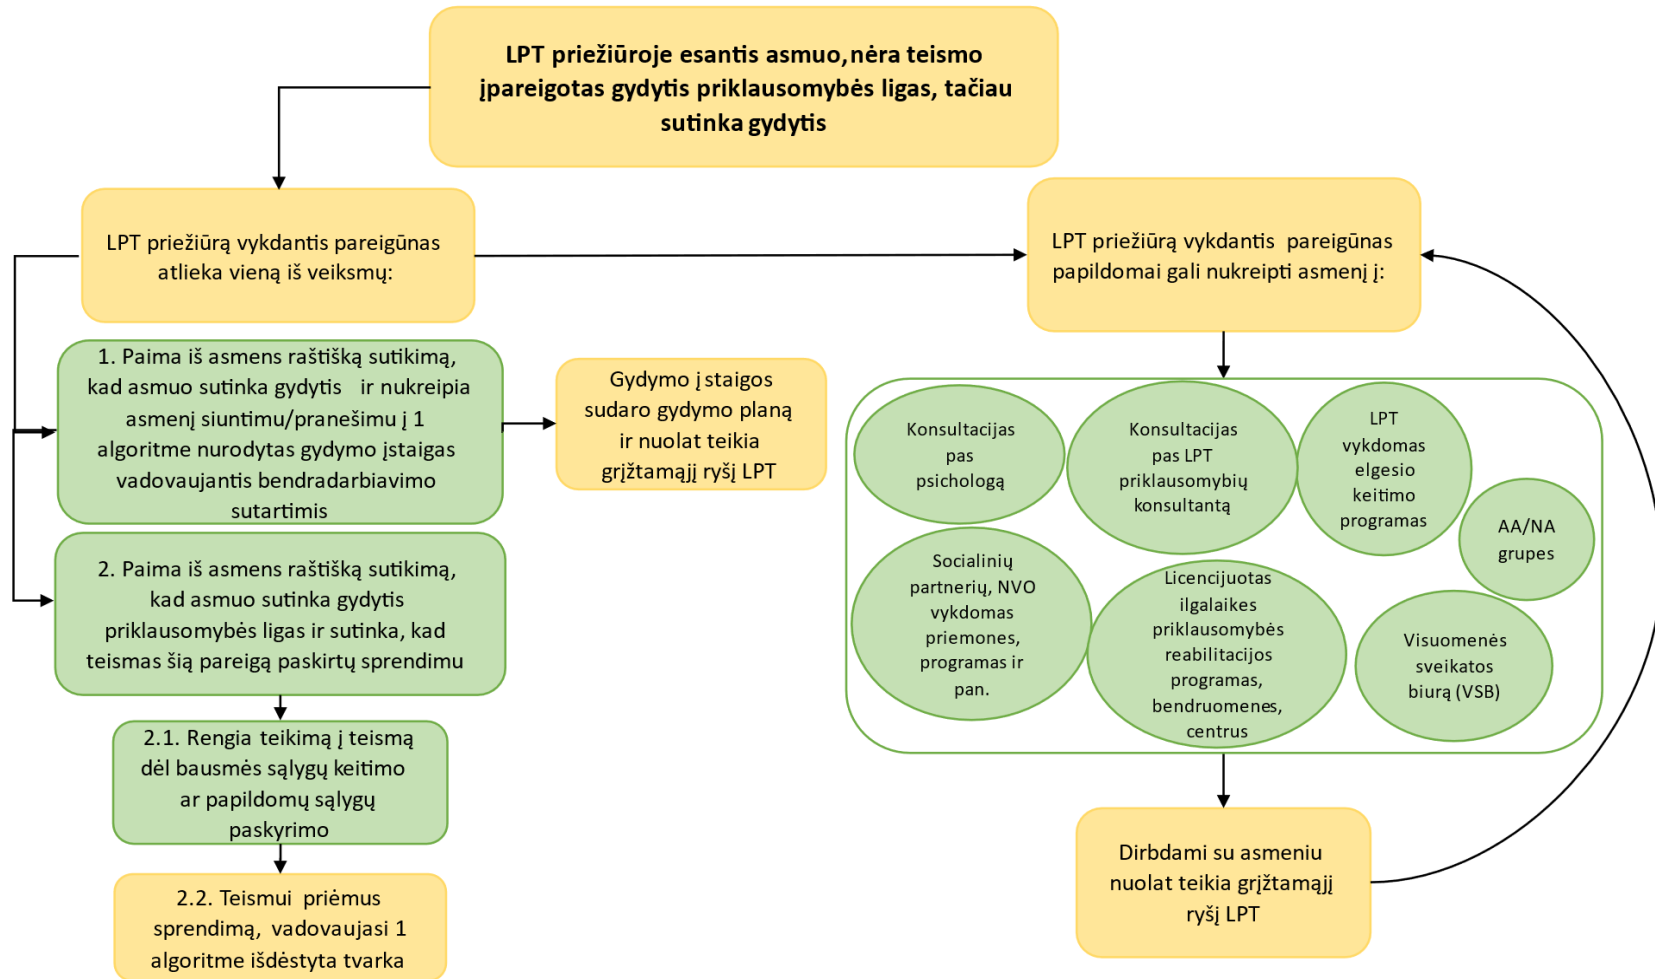 LPT priežiūroje esantis asmuo,nėra teismo
įpareigotas gydytis priklausomybės ligas, tačiau
sutinka gydytis
LPT priežiūrą vykdantis pareigūnas
atlieka vieną iš veiksmų:
LPT priežiūrą vykdantis pareigūnas
papildomai gali nukreipti asmenį į:
1. Paima iš asmens raštišką sutikimą,
kad asmuo sutinka gydytis ir nukreipia
asmenį siuntimu/pranešimu į 1
algoritme nurodytas gydymo įstaigas
vadovaujantis bendradarbiavimo
sutartimis
Gydymo įstaigos
sudaro gydymo planą
ir nuolat teikia
grįžtamąjį ryšį LPT
2. Paima iš asmens raštišką sutikimą,
kad asmuo sutinka gydytis
priklausomybės ligas ir sutinka, kad
teismas šią pareigą paskirtų sprendimu
2.1. Rengia teikimą į teismą
dėl bausmės sąlygų keitimo
ar papildomų sąlygų
paskyrimo
2.2. Teismui priėmus
sprendimą, vadovaujasi 1
algoritme išdėstyta tvarka
Konsultacijas
pas
psichologą
Konsultacijas
pas LPT
priklausomybių
konsultantą
LPT
vykdomas
elgesio
keitimo
programas
AA/NA
grupes
Socialinių
partnerių, NVO
vykdomas
priemones,
programas ir
pan.
Licencijuotas
ilgalaikes
priklausomybės
reabilitacijos
programas,
bendruomenes,
centrus
Visuomenės
sveikatos
biurą (VSB)
Dirbdami su asmeniu
nuolat teikia grįžtamąjį
ryšį LPT